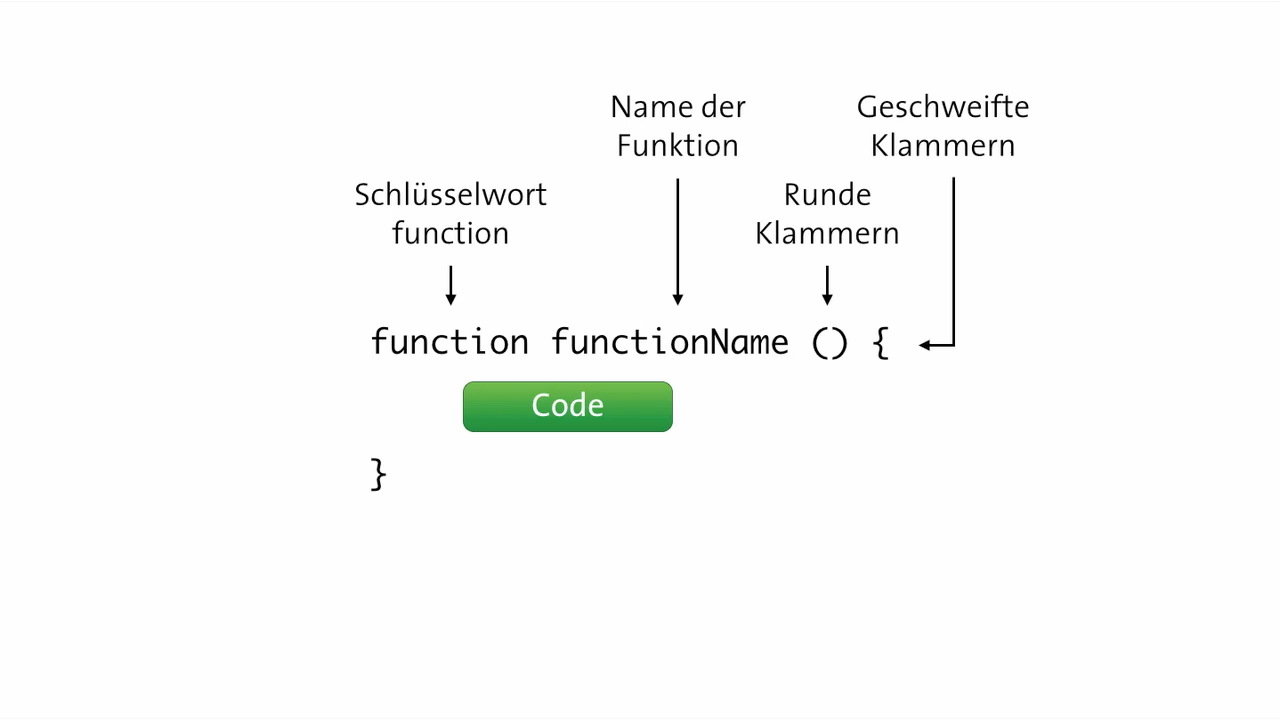 Name der
Funktion
Geschweifte
Klammern
Schlüsselwort
function
Runde
Klammern
function functionName () {
Code
}